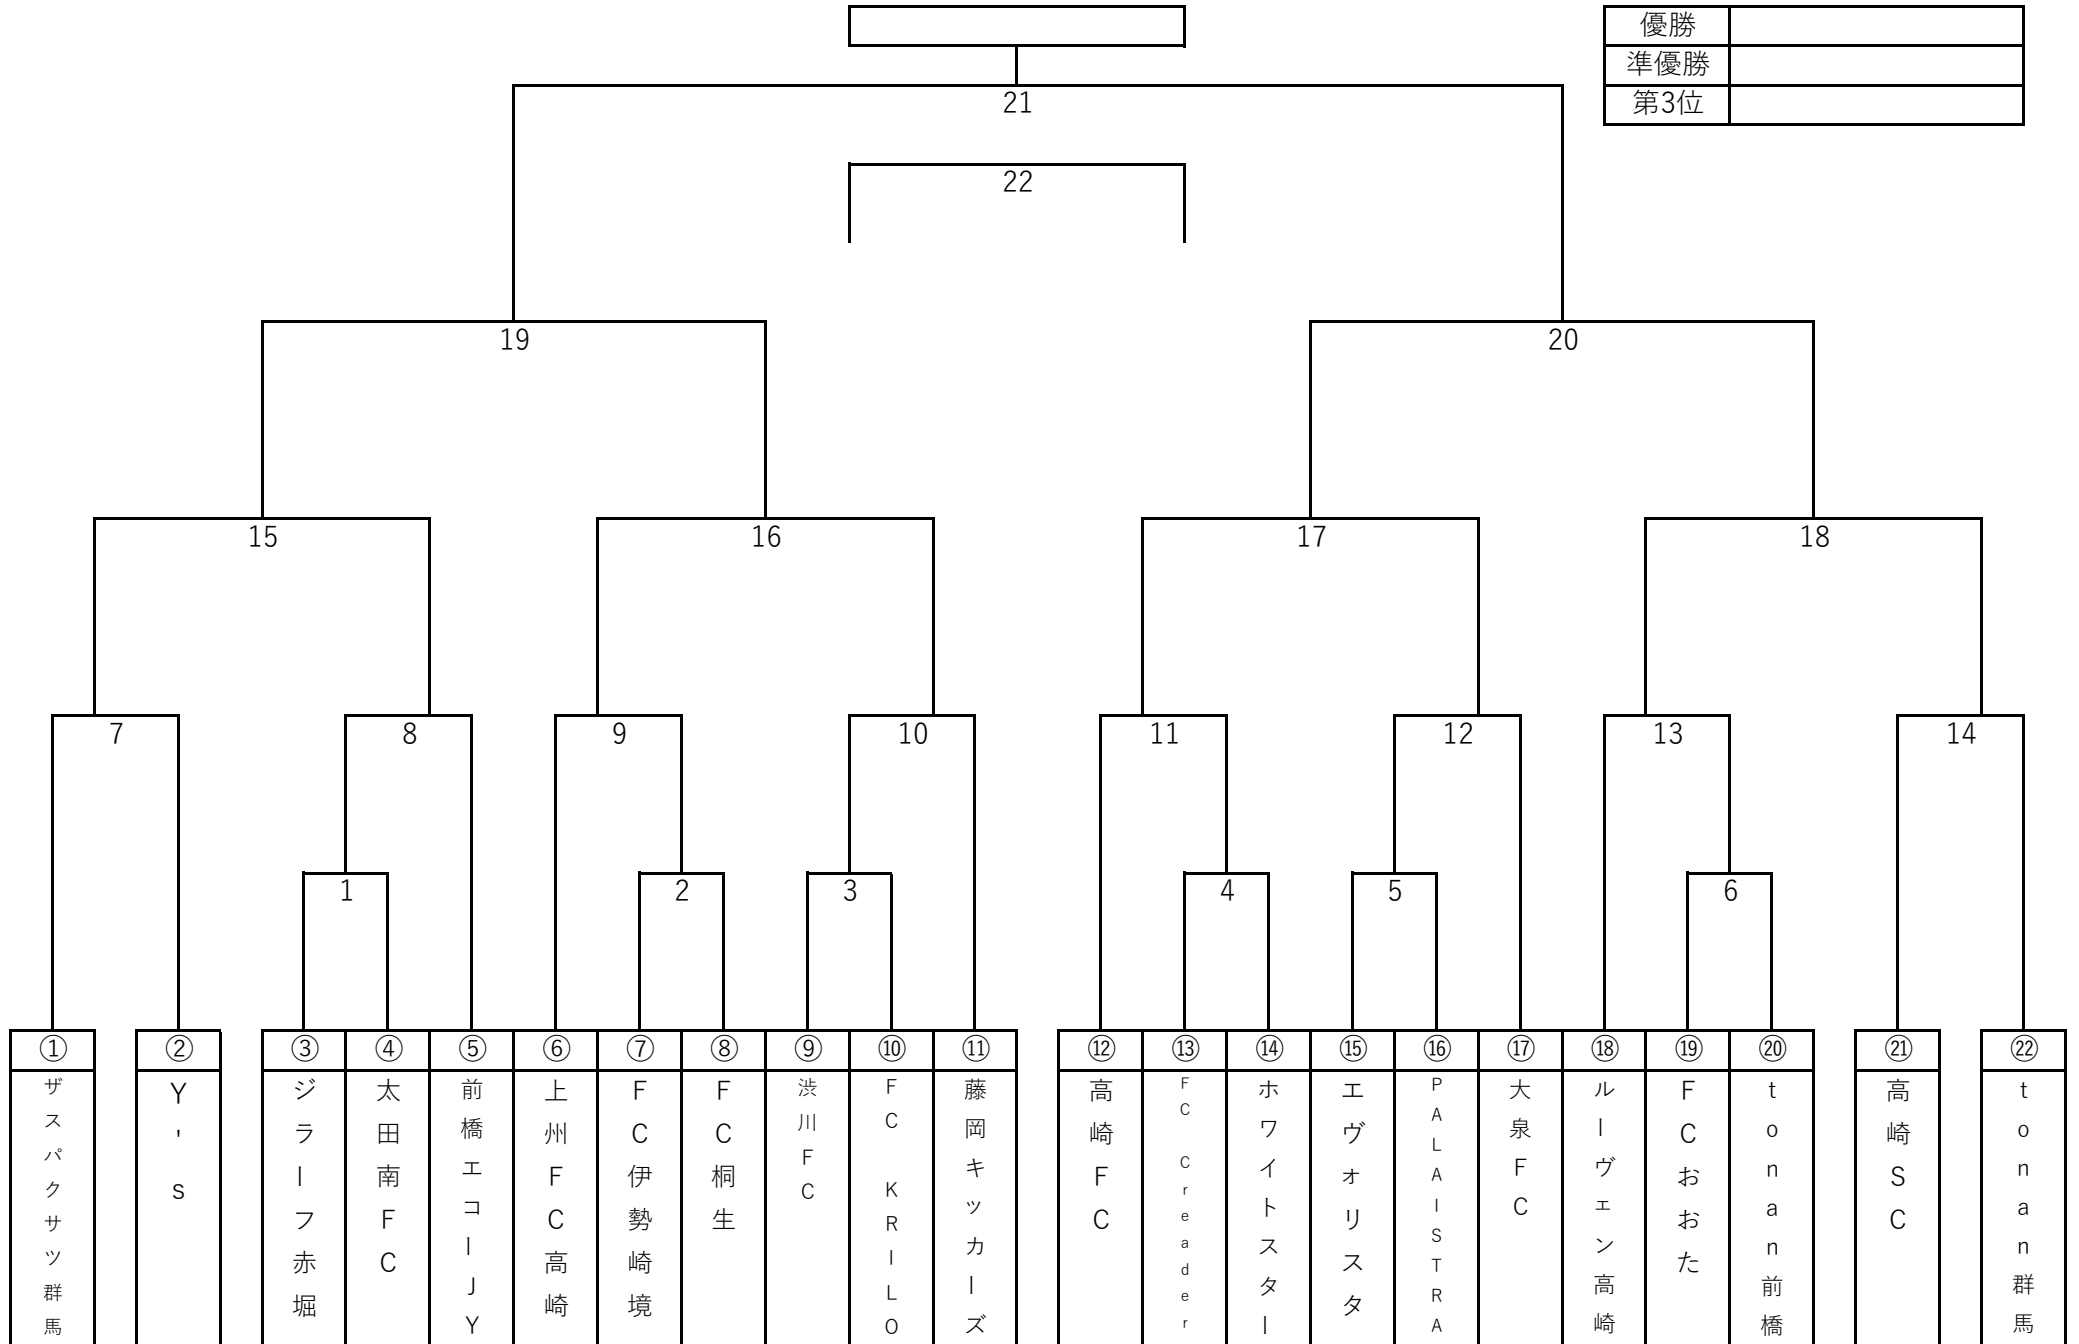 優勝
準優勝
第3位
21
22
19
20
15
16
17
18
7
8
9
10
11
12
13
14
1
2
3
4
5
6
①
②
③
④
⑤
⑥
⑦
⑧
⑨
⑩
⑪
⑫
⑬
⑭
⑮
⑯
⑰
⑱
⑲
⑳
㉑
㉒
ザスパクサツ群馬
Y's
ジラーフ赤堀
太田南FC
前橋エコーJY
上州FC高崎
FC伊勢崎境
FC桐生
渋川FC
FC KRILO
藤岡キッカーズ
高崎FC
FC Creader
ホワイトスター
エヴォリスタ
PALAISTRA
大泉FC
ルーヴェン高崎
FCおおた
tonan前橋
高崎SC
tonan群馬